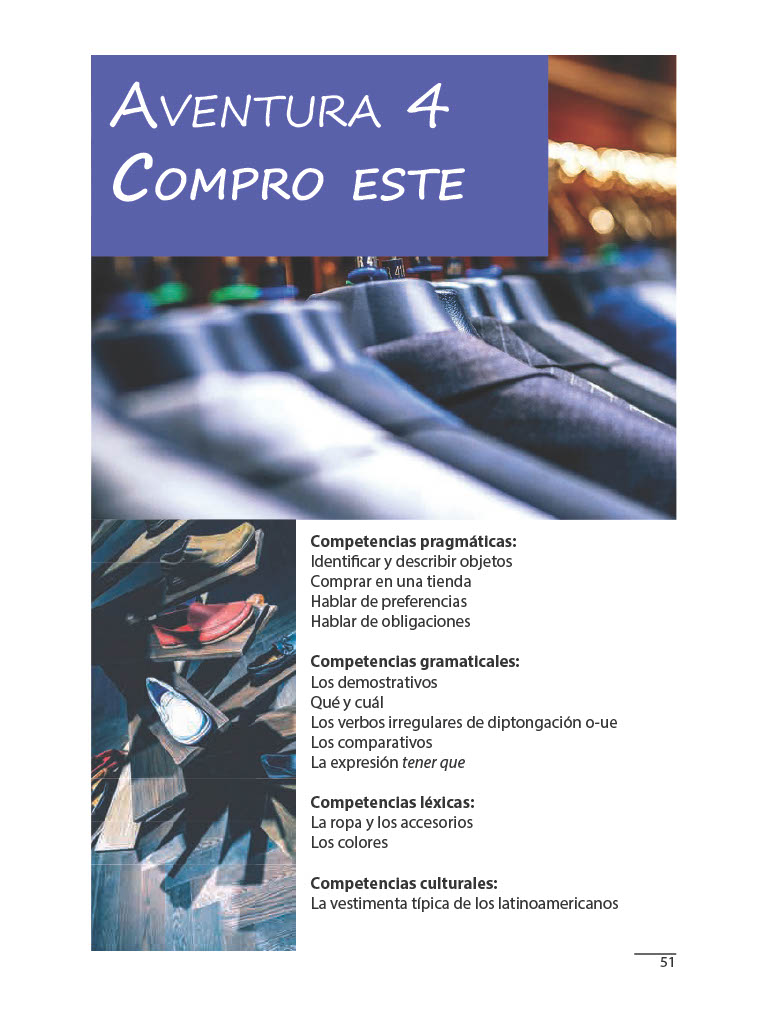 AVENTURA 4
COMPRO ESTE
41
Competencias pragmáticas:
Identificar y describir objetos
Comprar en una tienda
Hablar de preferencias
Hablar de obligaciones
Competencias gramaticales:
Los demostrativos
Qué y cuál
Los verbos irregulares de diptongación o-ue
Los comparativos
La expresión tener que
Competencias léxicas:
La ropa y los accesorios
Los colores
Competencias culturales:
La vestimenta típica de los latinoamericanos
51